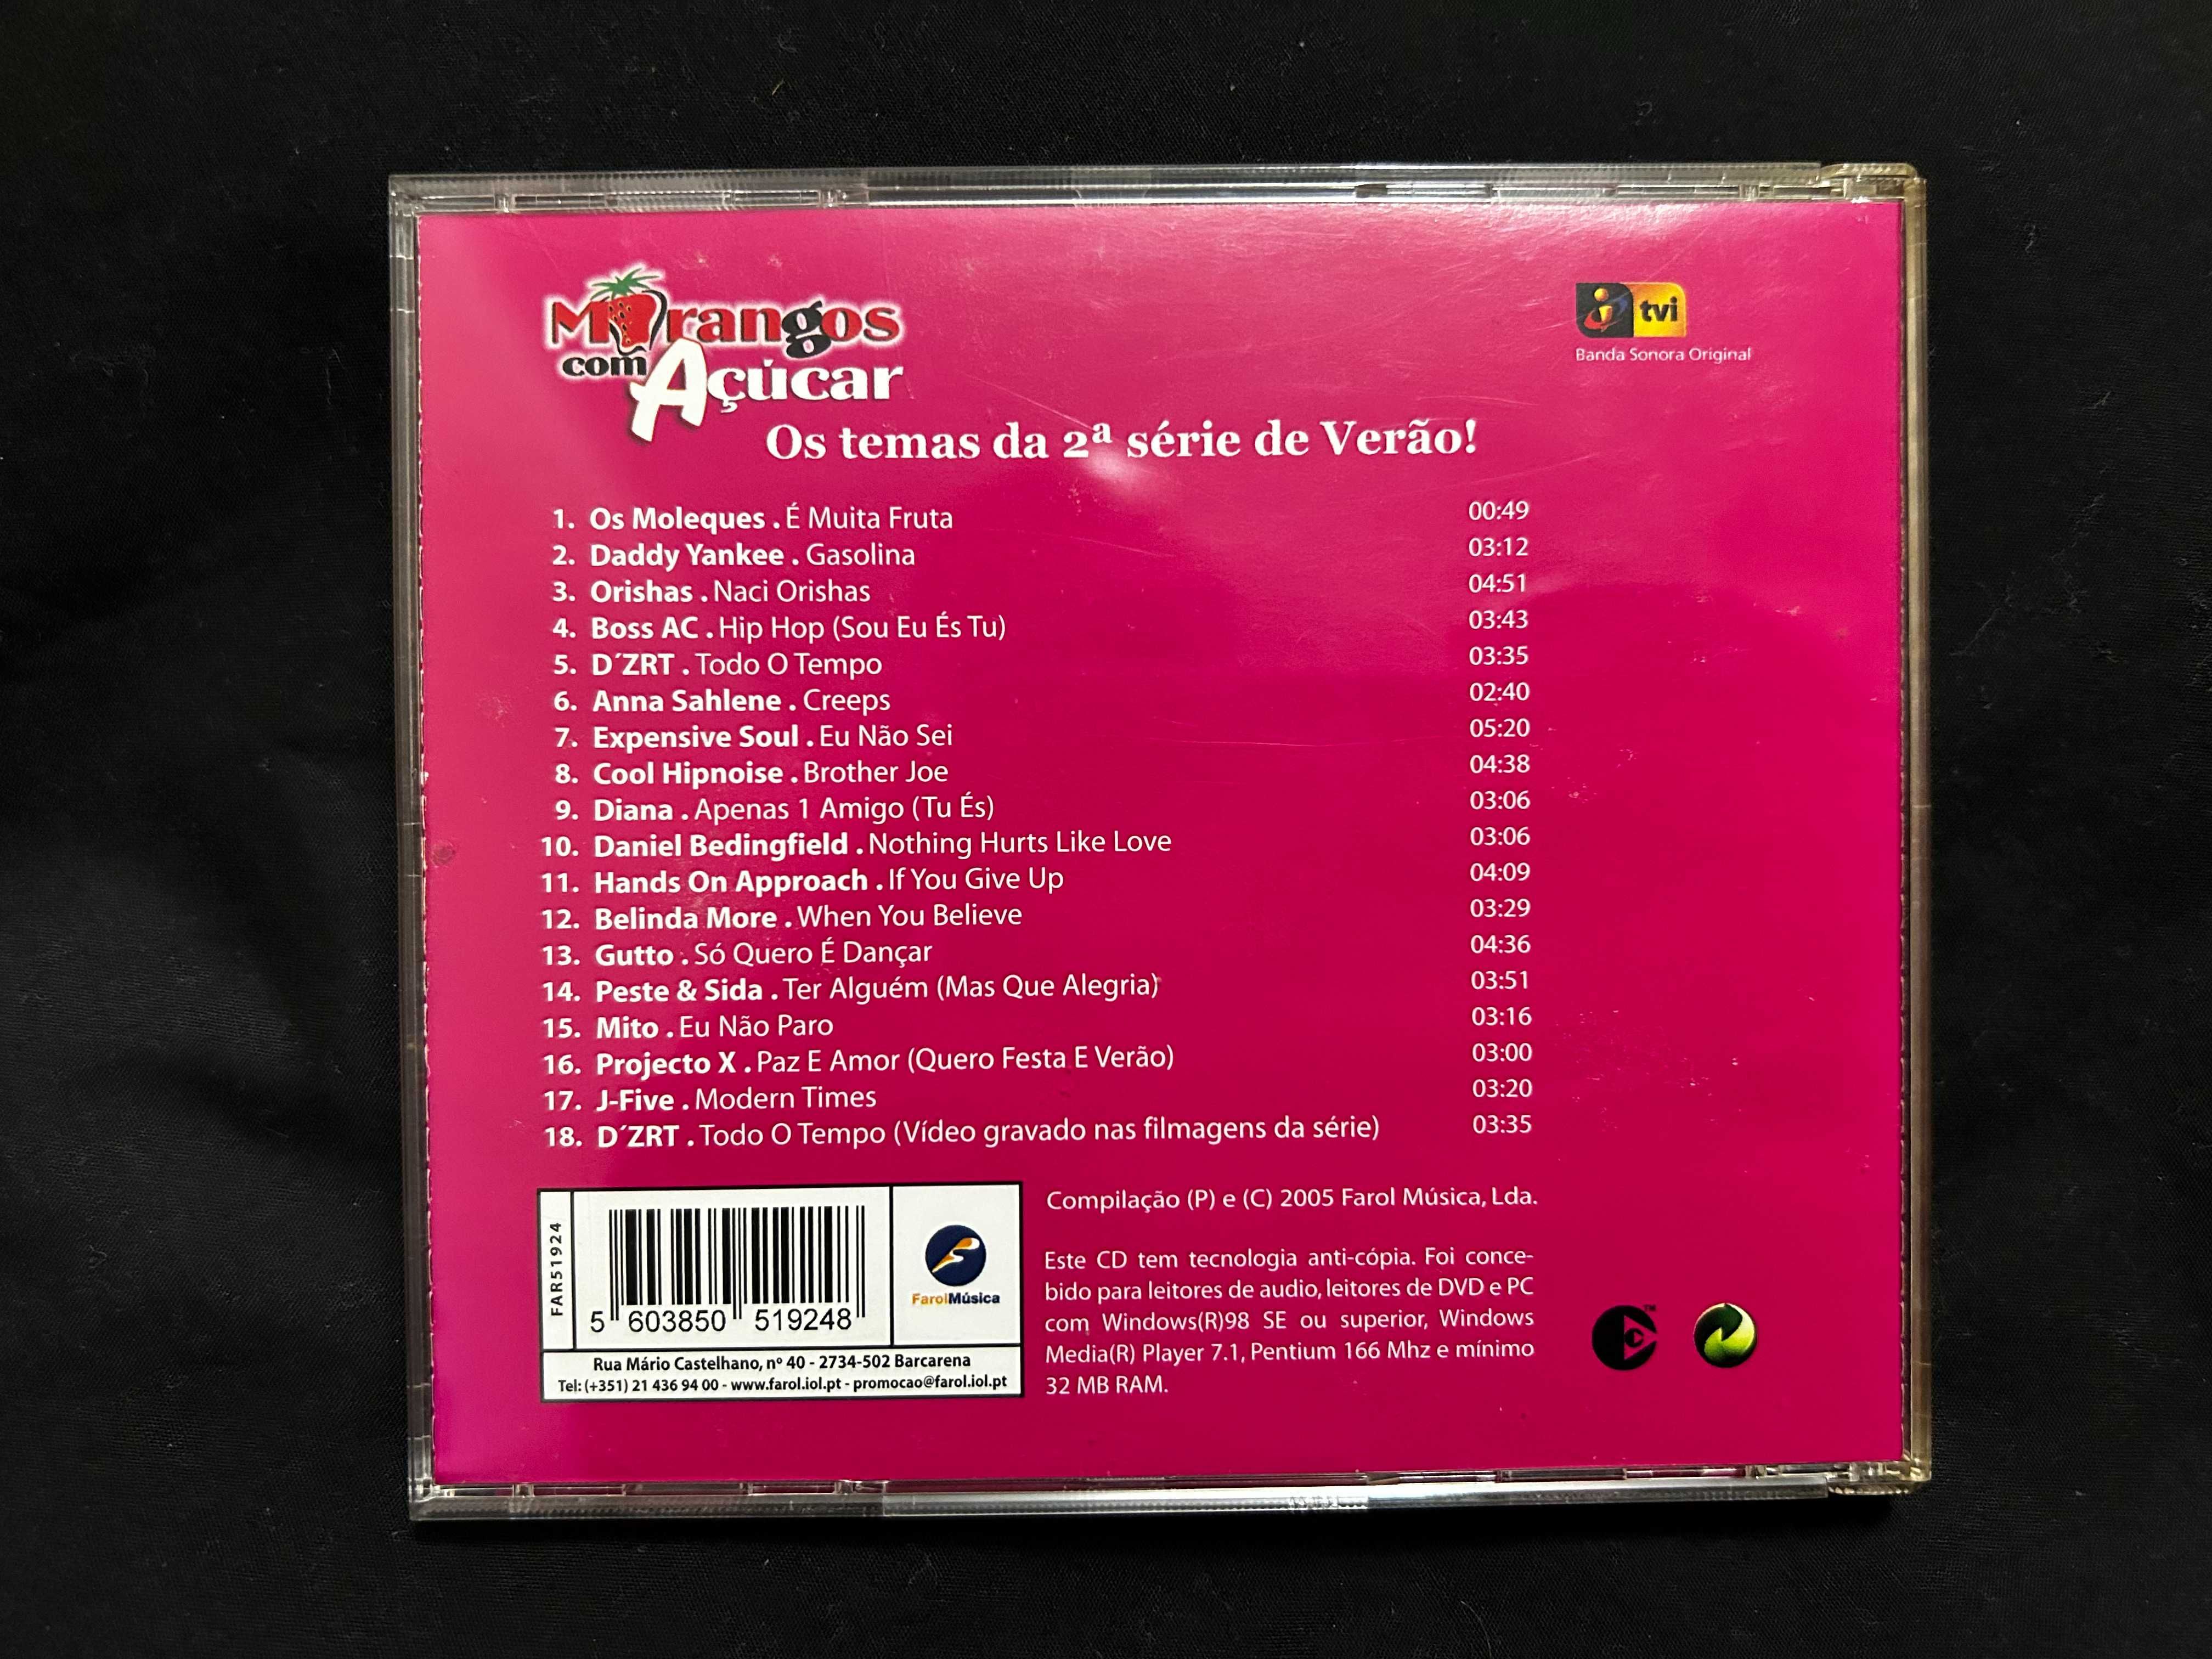 Morangos
com Açúcar
tvi
Banda Sonora Original
Os temas da 2ª série de Verão!
1. Os Moleques . É Muita Fruta 00:49
2. Daddy Yankee . Gasolina 03:12
3. Orishas . Naci Orishas 04:51
4. Boss AC . Hip Hop (Sou Eu És Tu) 03:43
5. D´ZRT . Todo O Tempo 03:35
6. Anna Sahlene . Creeps 02:40
7. Expensive Soul . Eu Não Sei 05:20
8. Cool Hipnoise . Brother Joe 04:38
9. Diana . Apenas 1 Amigo (Tu És) 03:06
10. Daniel Bedingfield . Nothing Hurts Like Love 03:06
11. Hands On Approach . If You Give Up 04:09
12. Belinda More . When You Believe 03:29
13. Gutto . Só Quero É Dançar 04:36
14. Peste & Sida . Ter Alguém (Mas Que Alegria) 03:51
15. Mito . Eu Não Paro 03:16
16. Projecto X . Paz E Amor (Quero Festa E Verão) 03:00
17. J-Five . Modern Times 03:20
18. D´ZRT . Todo O Tempo (Vídeo gravado nas filmagens da série) 03:35
FAR51924
5 603850 519248
FarolMúsica
Rua Mário Castelhano, nº 40 - 2734-502 Barcarena
Tel: (+351) 21 436 94 00 - www.farol.iol.pt - promocao@farol.iol.pt
Compilação (P) e (C) 2005 Farol Música, Lda.
Este CD tem tecnologia anti-cópia. Foi conce-
bido para leitores de audio, leitores de DVD e PC
com Windows(R)98 SE ou superior, Windows
Media(R) Player 7.1, Pentium 166 Mhz e mínimo
32 MB RAM.
C
TM